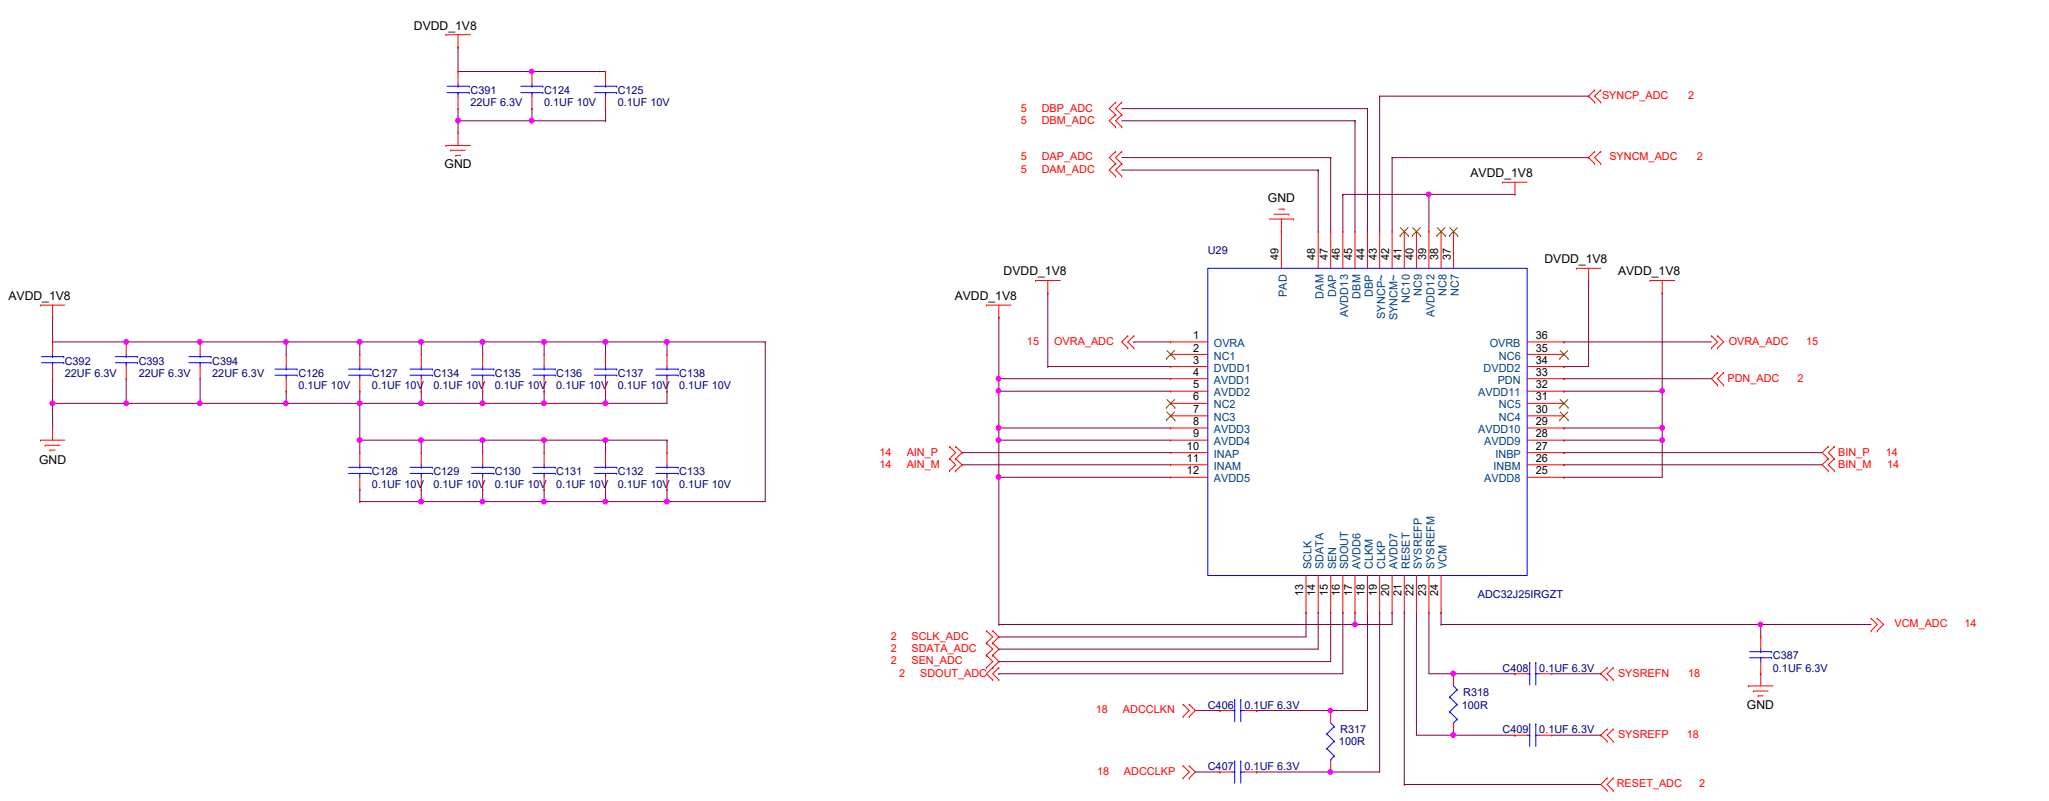 DVDD_1V8
C391
22UF 6.3V
C124
0.1UF 10V
C125
0.1UF 10V
GND
AVDD_1V8
C392
22UF 6.3V
C393
22UF 6.3V
C394
22UF 6.3V
C126
0.1UF 10V
C127
0.1UF 10V
C134
0.1UF 10V
C135
0.1UF 10V
C136
0.1UF 10V
C137
0.1UF 10V
C138
0.1UF 10V
GND
C128
0.1UF 10V
C129
0.1UF 10V
C130
0.1UF 10V
C131
0.1UF 10V
C132
0.1UF 10V
C133
0.1UF 10V
5 DBP_ADC
5 DBM_ADC
5 DAP_ADC
5 DAM_ADC
SYNCP_ADC 2
SYNCM_ADC 2
AVDD_1V8
GND
U29
49 PAD
48 DAM
47 DAP
46 AVDD13
45 DBM
44 DBP
43 SYNCP~
42 SYNCM~
41 NC10
40 NC9
39 AVDD12
38 NC8
37 NC7
DVDD_1V8
AVDD_1V8
DVDD_1V8
AVDD_1V8
15 OVRA_ADC
1 OVRA
2 NC1
3 DVDD1
4 AVDD1
5 AVDD2
6 NC2
7 NC3
8 AVDD3
9 AVDD4
10 INAP
11 INAM
12 AVDD5
14 AIN_P
14 AIN_M
OVRB 36
NC6 35
DVDD2 34
PDN 33
AVDD11 32
NC5 31
NC4 30
AVDD10 29
AVDD9 28
INBP 27
INBM 26
AVDD8 25
OVRA_ADC 15
PDN_ADC 2
BIN_P 14
BIN_M 14
SCLK 13
SDATA 14
SEN 15
SDOUT 16
AVDD6 17
CLKM 18
CLKP 19
AVDD7 20
RESET 21
SYSREFP 22
SYSREFM 23
VCM 24
ADC32J25IRGZT
2 SCLK_ADC
2 SDATA_ADC
2 SEN_ADC
2 SDOUT_ADC
VCM_ADC 14
C387
0.1UF 6.3V
GND
C408 0.1UF 6.3V
SYSREFN 18
R318
100R
C409 0.1UF 6.3V
SYSREFP 18
18 ADCCLKN
C406 0.1UF 6.3V
R317
100R
18 ADCCLKP
C407 0.1UF 6.3V
RESET_ADC 2